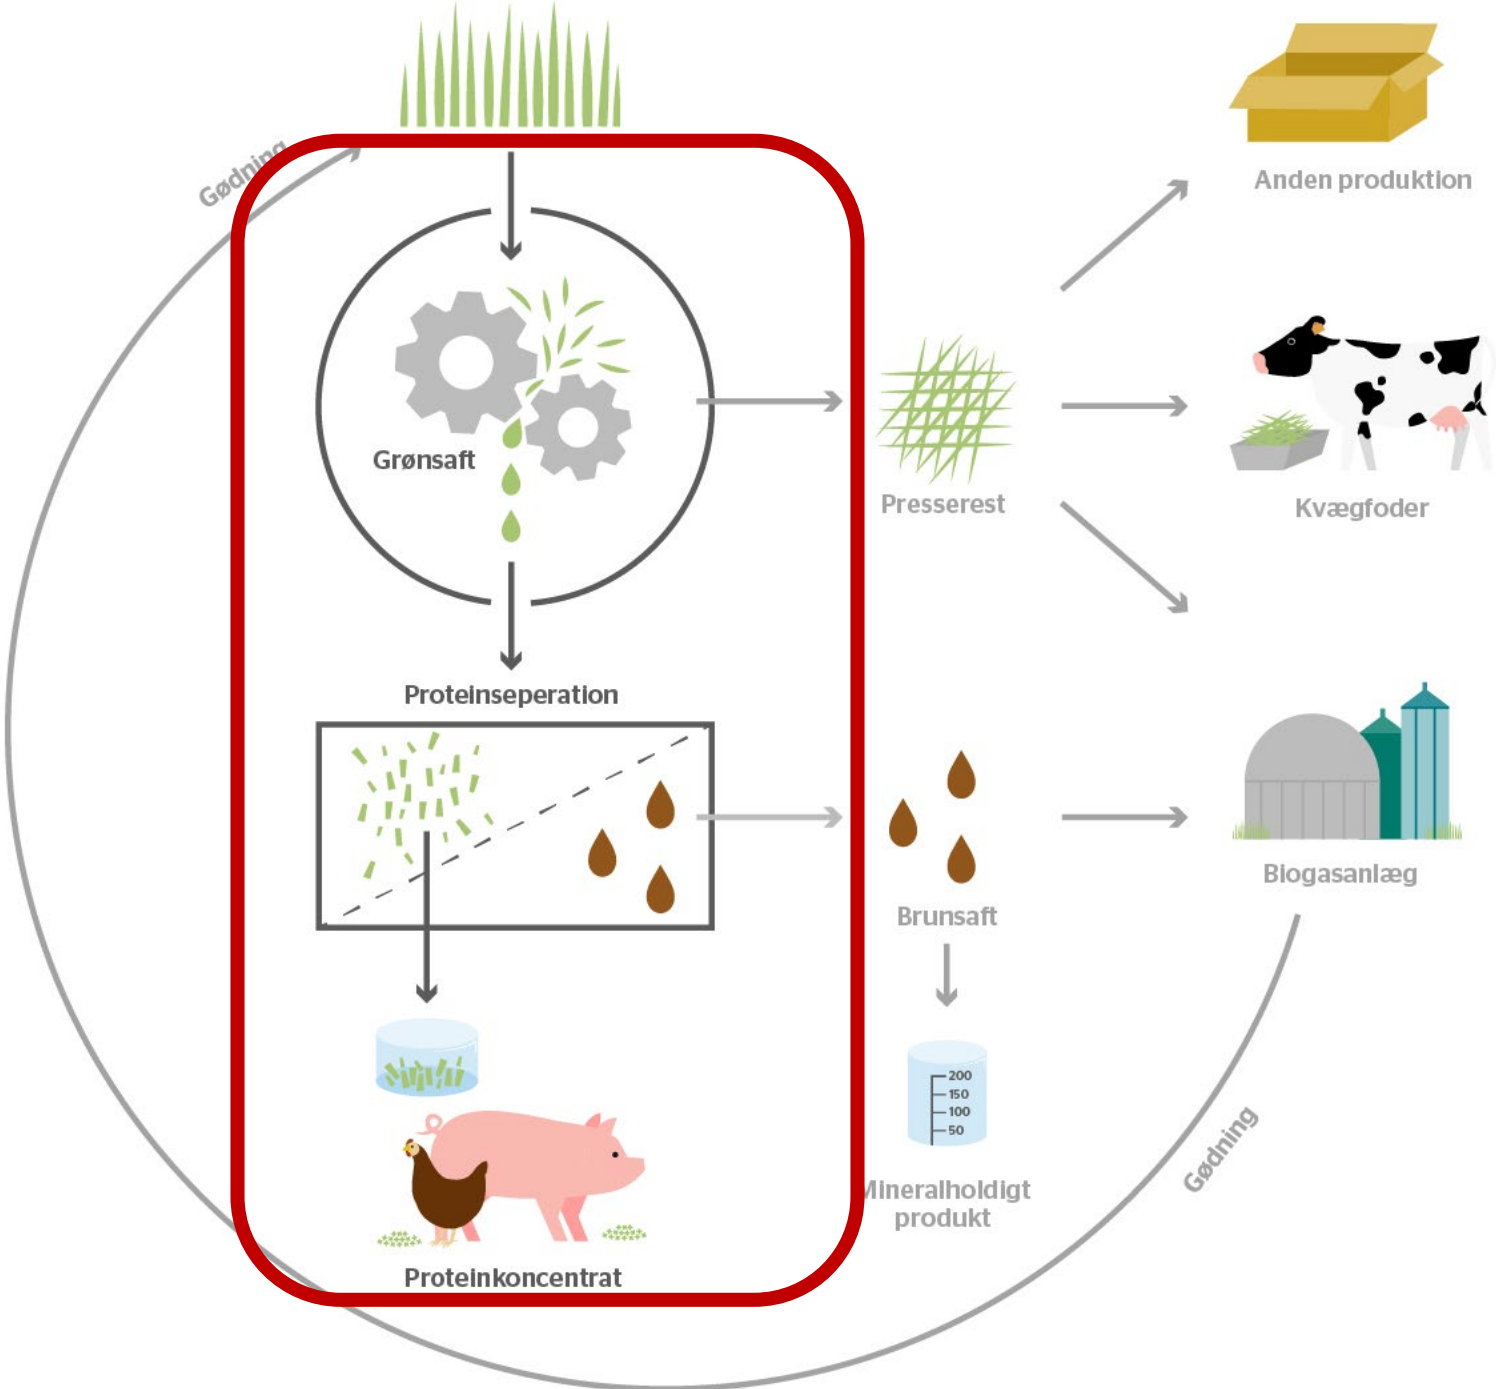 Gødning
Anden produktion
Grønsaft
Presserest
Kvægfoder
Proteinseperation
Brunsaft
Biogasanlæg
200
150
100
50
Mineralholdigt
produkt
Gødning
Proteinkoncentrat